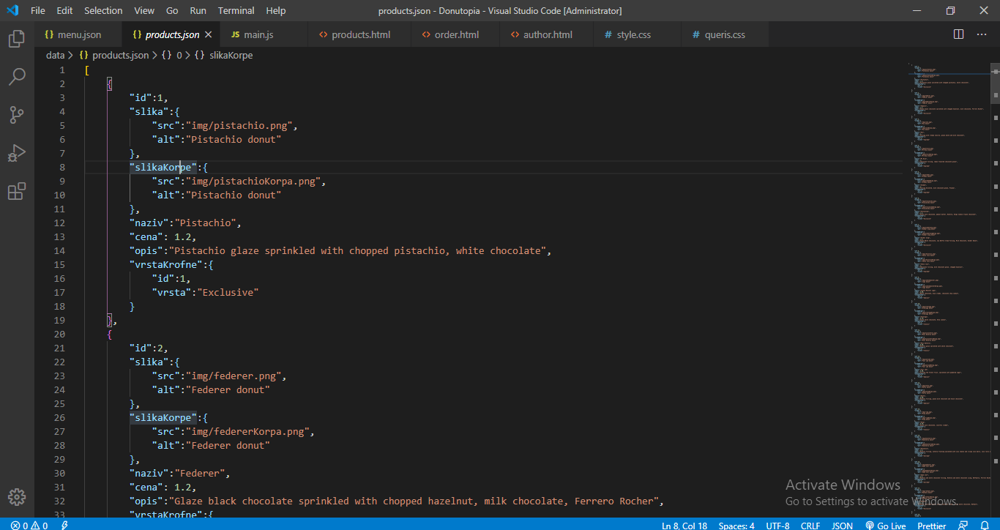 File Edit Selection View Go Run Terminal Help products.json - Donutopia - Visual Studio Code [Administrator]
{} menu.json {} products.json JS main.js <> products.html <> order.html <> author.html # style.css # queris.css
data > {} products.json > {} 0 > {} slikaKorpe
1 [
2 {
3 "id":1,
4 "slika":{
5 "src":"img/pistachio.png",
6 "alt":"Pistachio donut"
7 },
8 "slikaKorpe":{
9 "src":"img/pistachioKorpa.png",
10 "alt":"Pistachio donut"
11 },
12 "naziv":"Pistachio",
13 "cena": 1.2,
14 "opis":"Pistachio glaze sprinkled with chopped pistachio, white chocolate",
15 "vrstaKrofne":{
16 "id":1,
17 "vrsta":"Exclusive"
18 }
19 },
20 {
21 "id":2,
22 "slika":{
23 "src":"img/federer.png",
24 "alt":"Federer donut"
25 },
26 "slikaKorpe":{
27 "src":"img/federerKorpa.png",
28 "alt":"Federer donut"
29 },
30 "naziv":"Federer",
31 "cena": 1.2,
32 "opis":"Glaze black chocolate sprinkled with chopped hazelnut, milk chocolate, Ferrero Rocher",
33 "vrstaKrofne":{
Activate Windows
Go to Settings to activate Windows.
0 0 Ln 8, Col 18 Spaces: 4 UTF-8 CRLF JSON Go Live Prettier